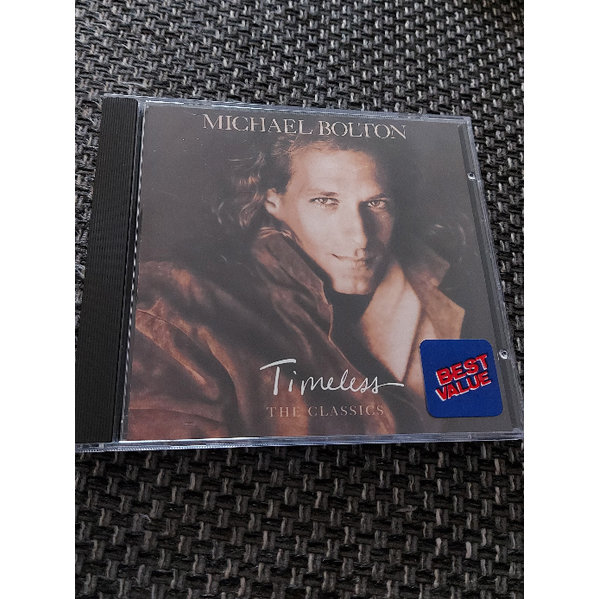 MICHAEL BOLTON
Timeless
THE CLASSICS
BEST
VALUE